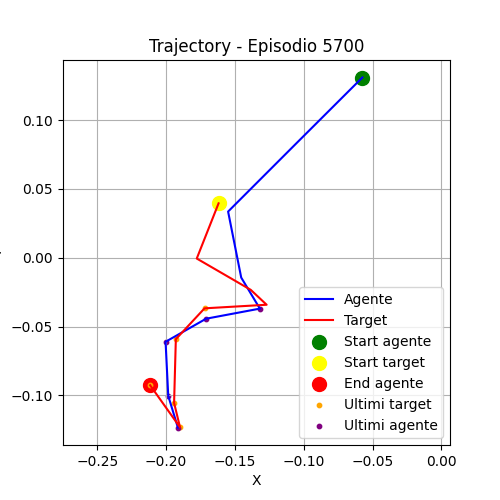 Trajectory - Episodio 5700
0.10
0.05
0.00
−0.05
−0.10
−0.25
−0.20
−0.15
−0.10
−0.05
0.00
X
Agente
Target
Start agente
Start target
End agente
Ultimi target
Ultimi agente